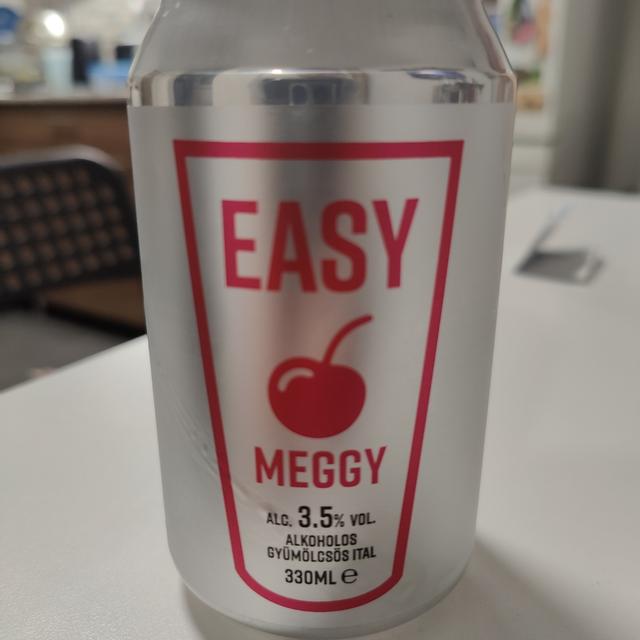 EASY
MEGGY
ALC. 3.5% VOL.
ALKOHOLOS
GYÜMÖLCSÖS ITAL
330ML ℮